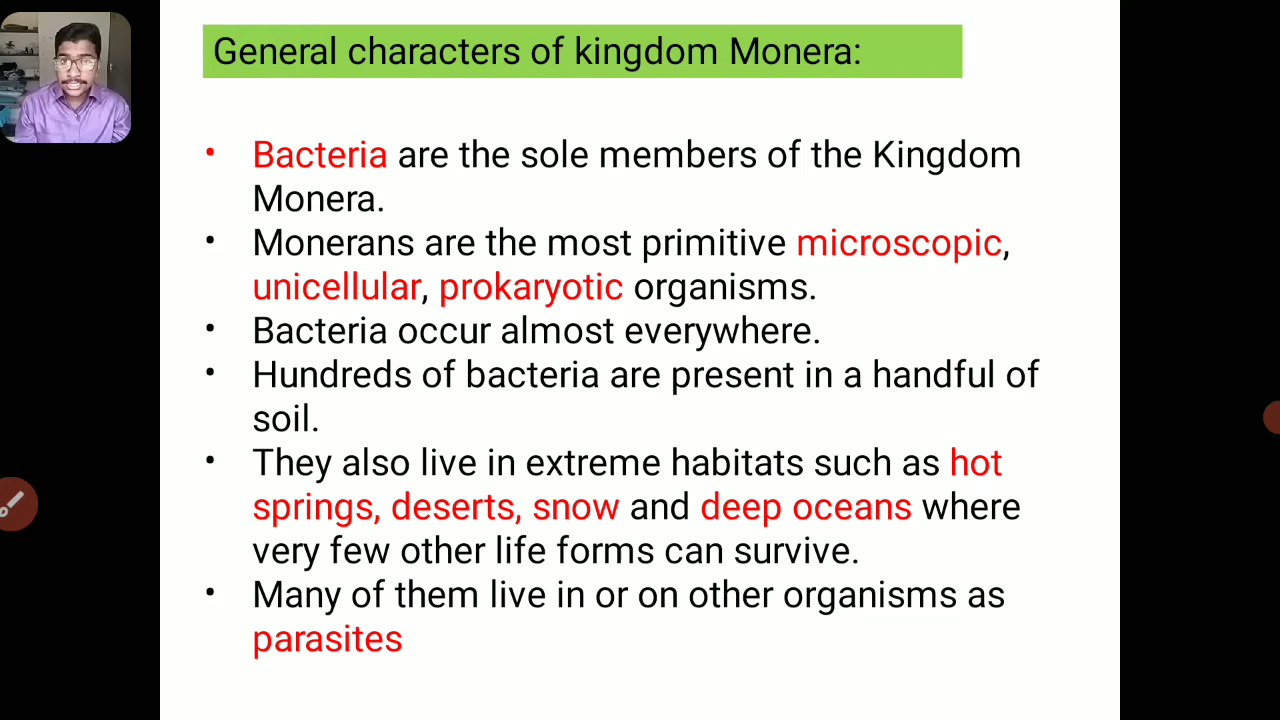 General characters of kingdom Monera:
• Bacteria are the sole members of the Kingdom
Monera.
• Monerans are the most primitive microscopic,
unicellular, prokaryotic organisms.
• Bacteria occur almost everywhere.
• Hundreds of bacteria are present in a handful of
soil.
• They also live in extreme habitats such as hot
springs, deserts, snow and deep oceans where
very few other life forms can survive.
• Many of them live in or on other organisms as
parasites